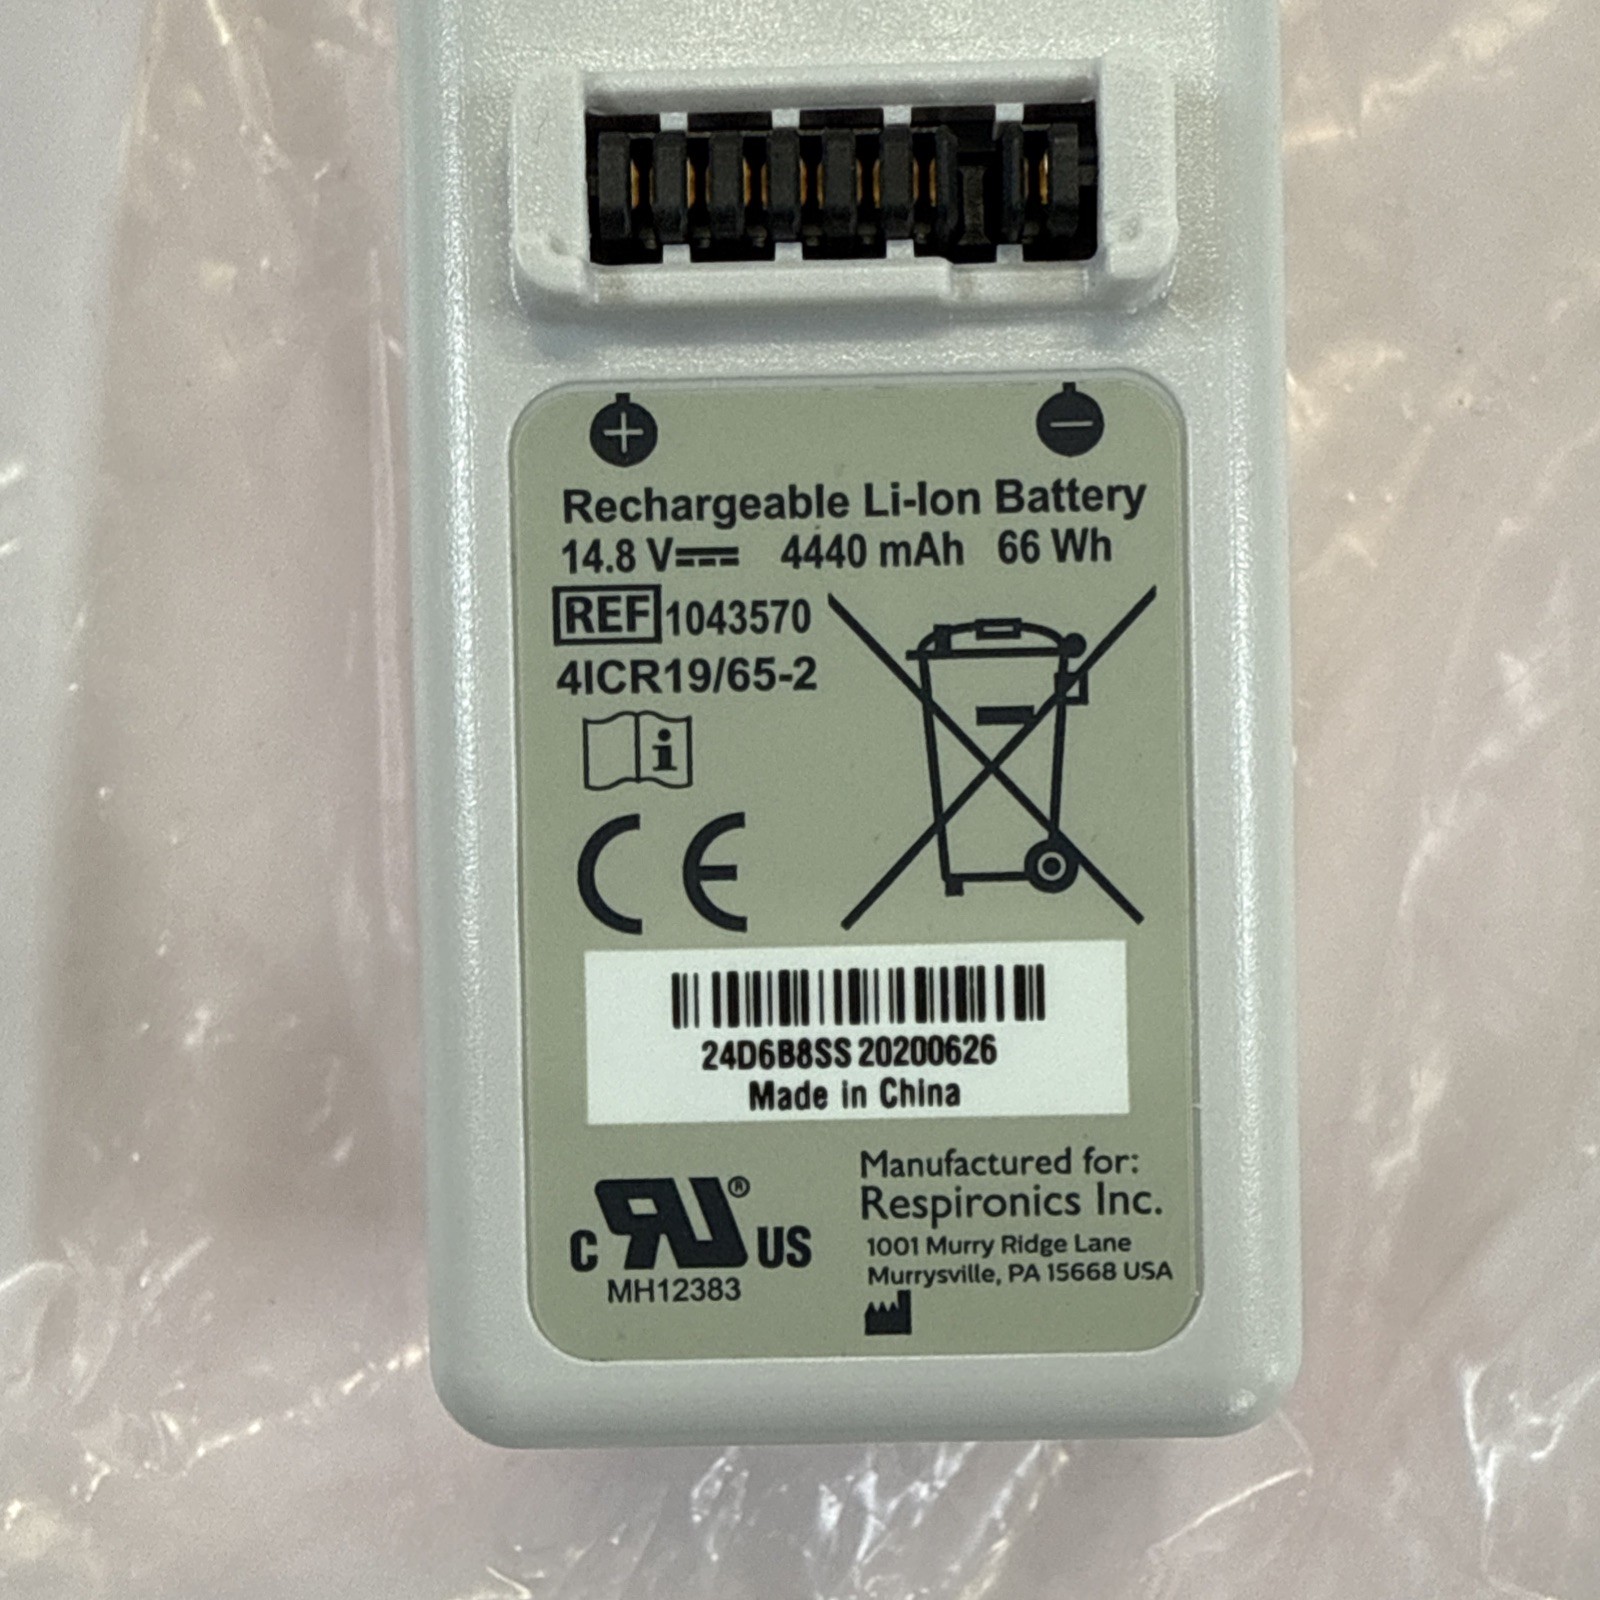 Rechargeable Li-Ion Battery
14.8 V 4440 mAh 66 Wh
REF 1043570
4ICR19/65-2
i
CE
24D6B8SS 20200626
Made in China
Manufactured for:
Respironics Inc.
1001 Murry Ridge Lane
Murrysville, PA 15668 USA
C RU® US
MH12383